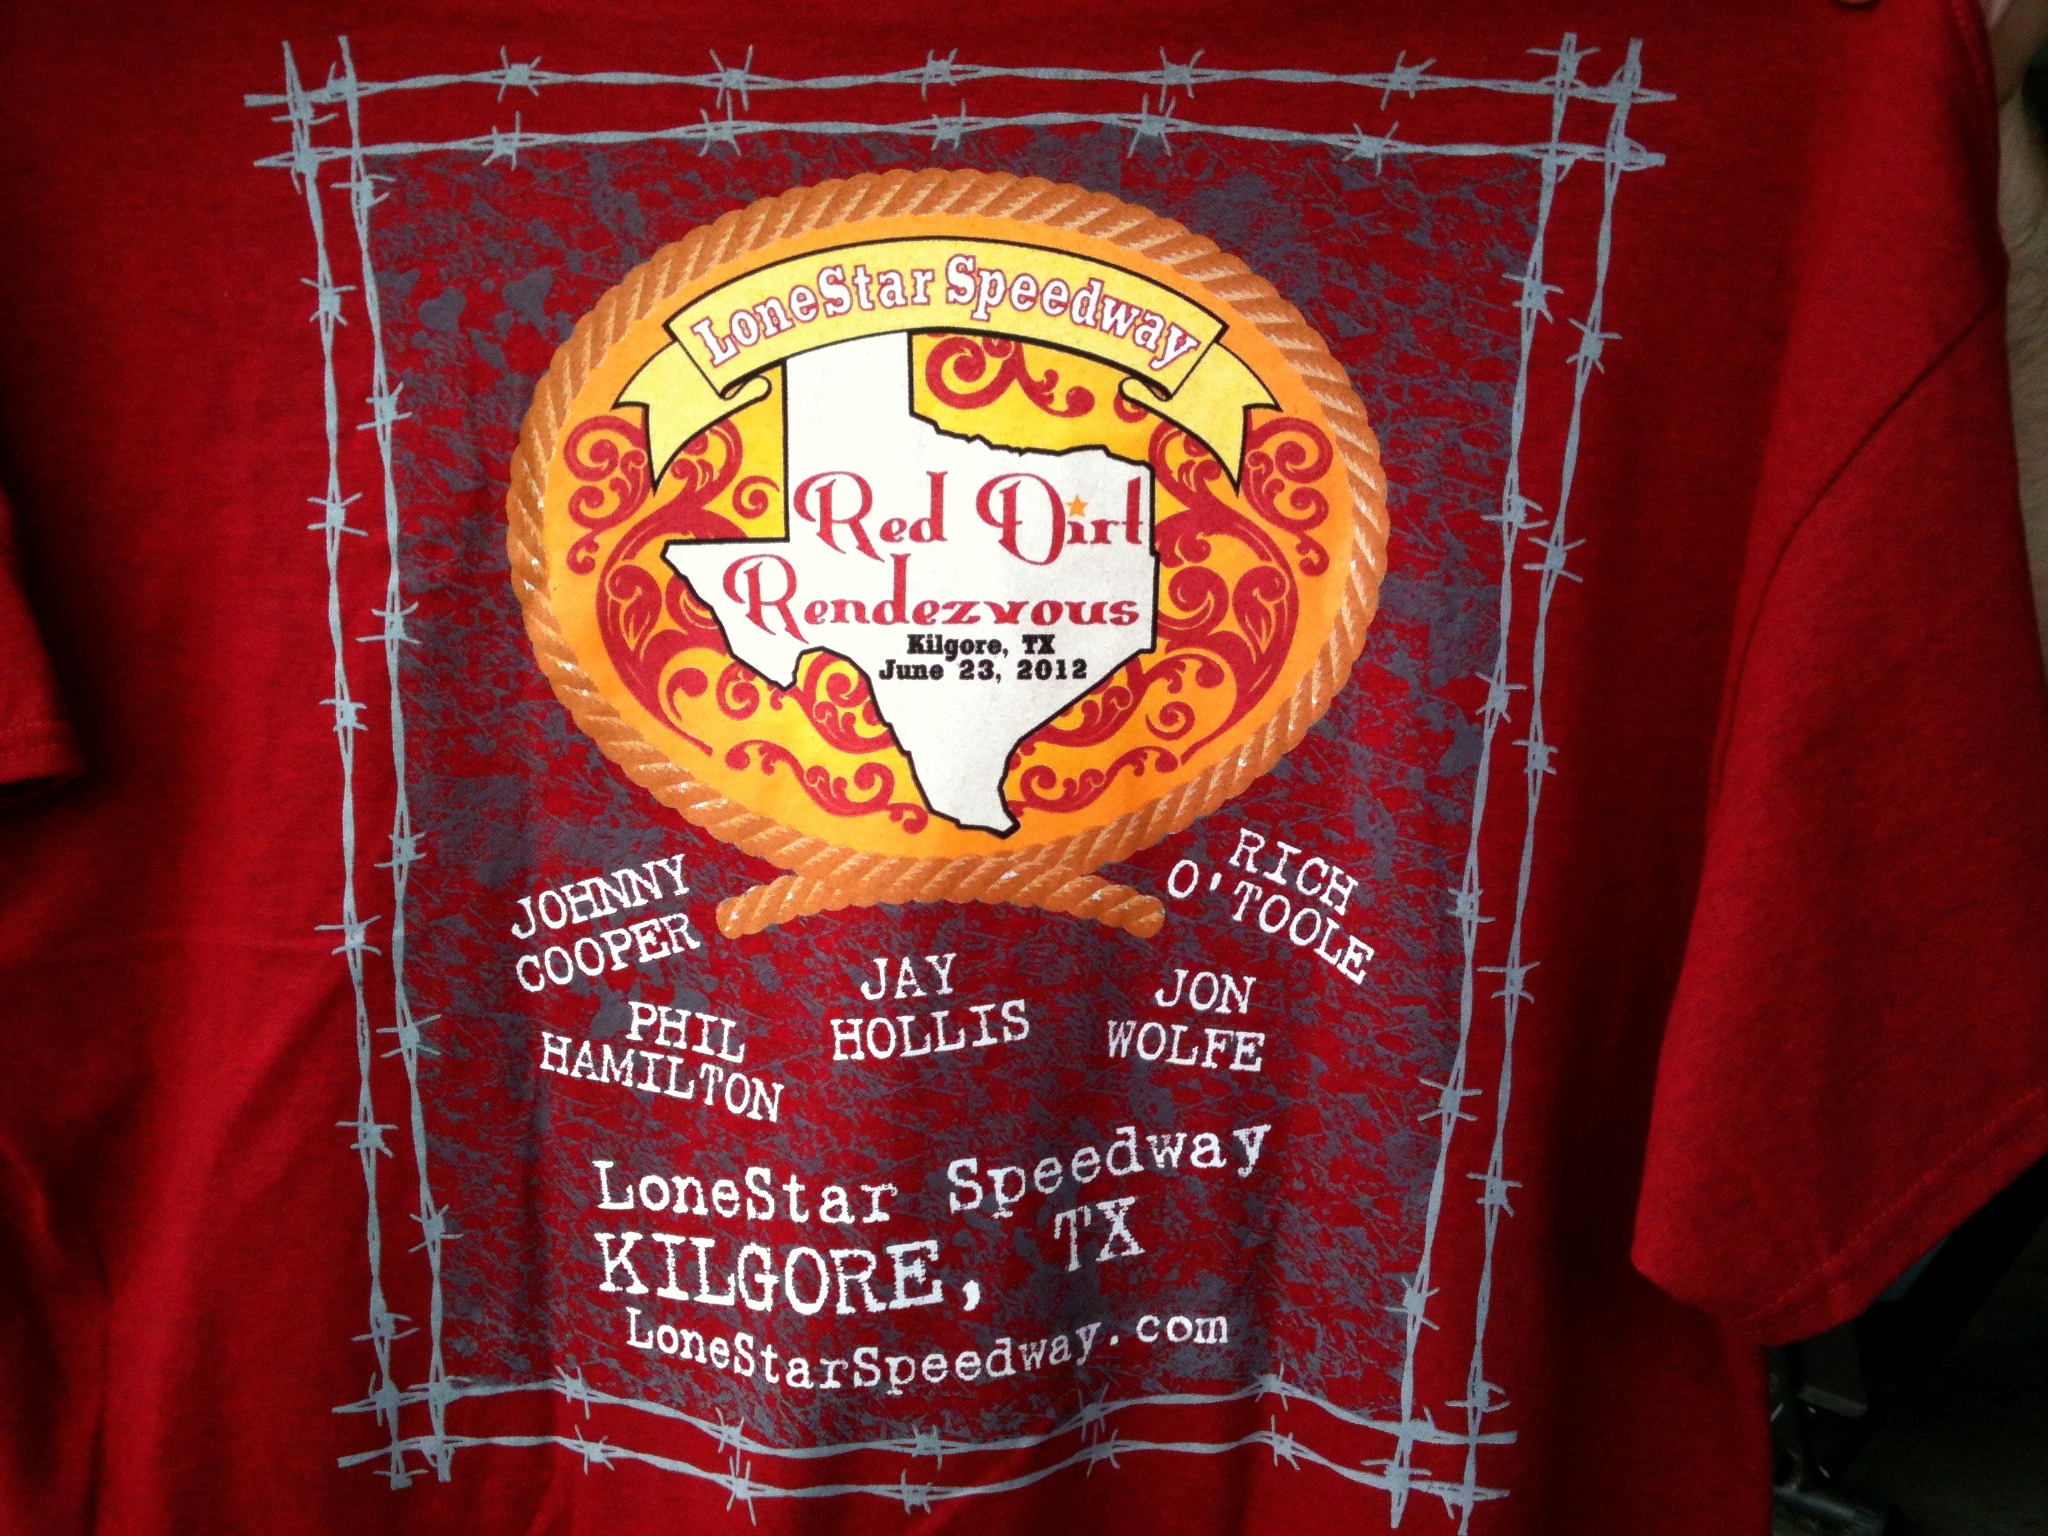 LoneStar Speedway
Red Dirt
Rendezvous
Kilgore, TX
June 23, 2012
JOHNNY
COOPER
RICH
O'TOOLE
PHIL
HAMILTON
JAY
HOLLIS
JON
WOLFE
LoneStar Speedway
KILGORE, TX
LoneStarSpeedway.com